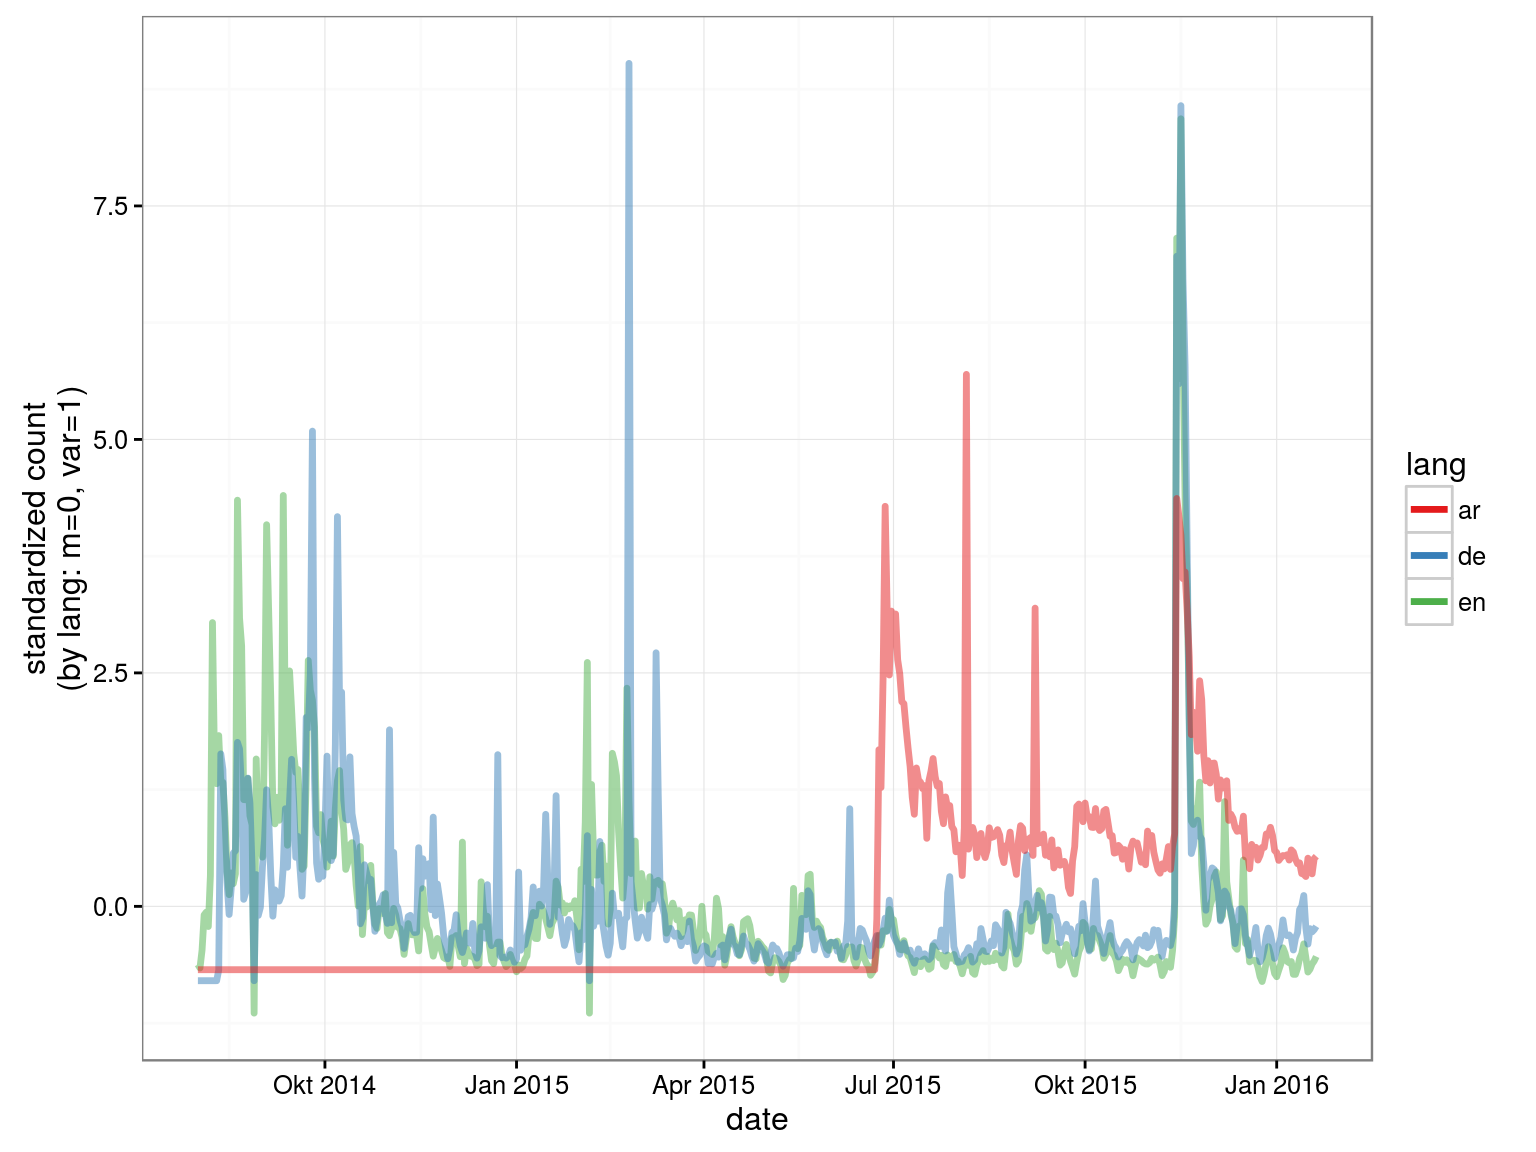 standardized count
(by lang: m=0, var=1)
7.5
5.0
2.5
0.0
Okt 2014
Jan 2015
Apr 2015
Jul 2015
Okt 2015
Jan 2016
date
lang
ar
de
en